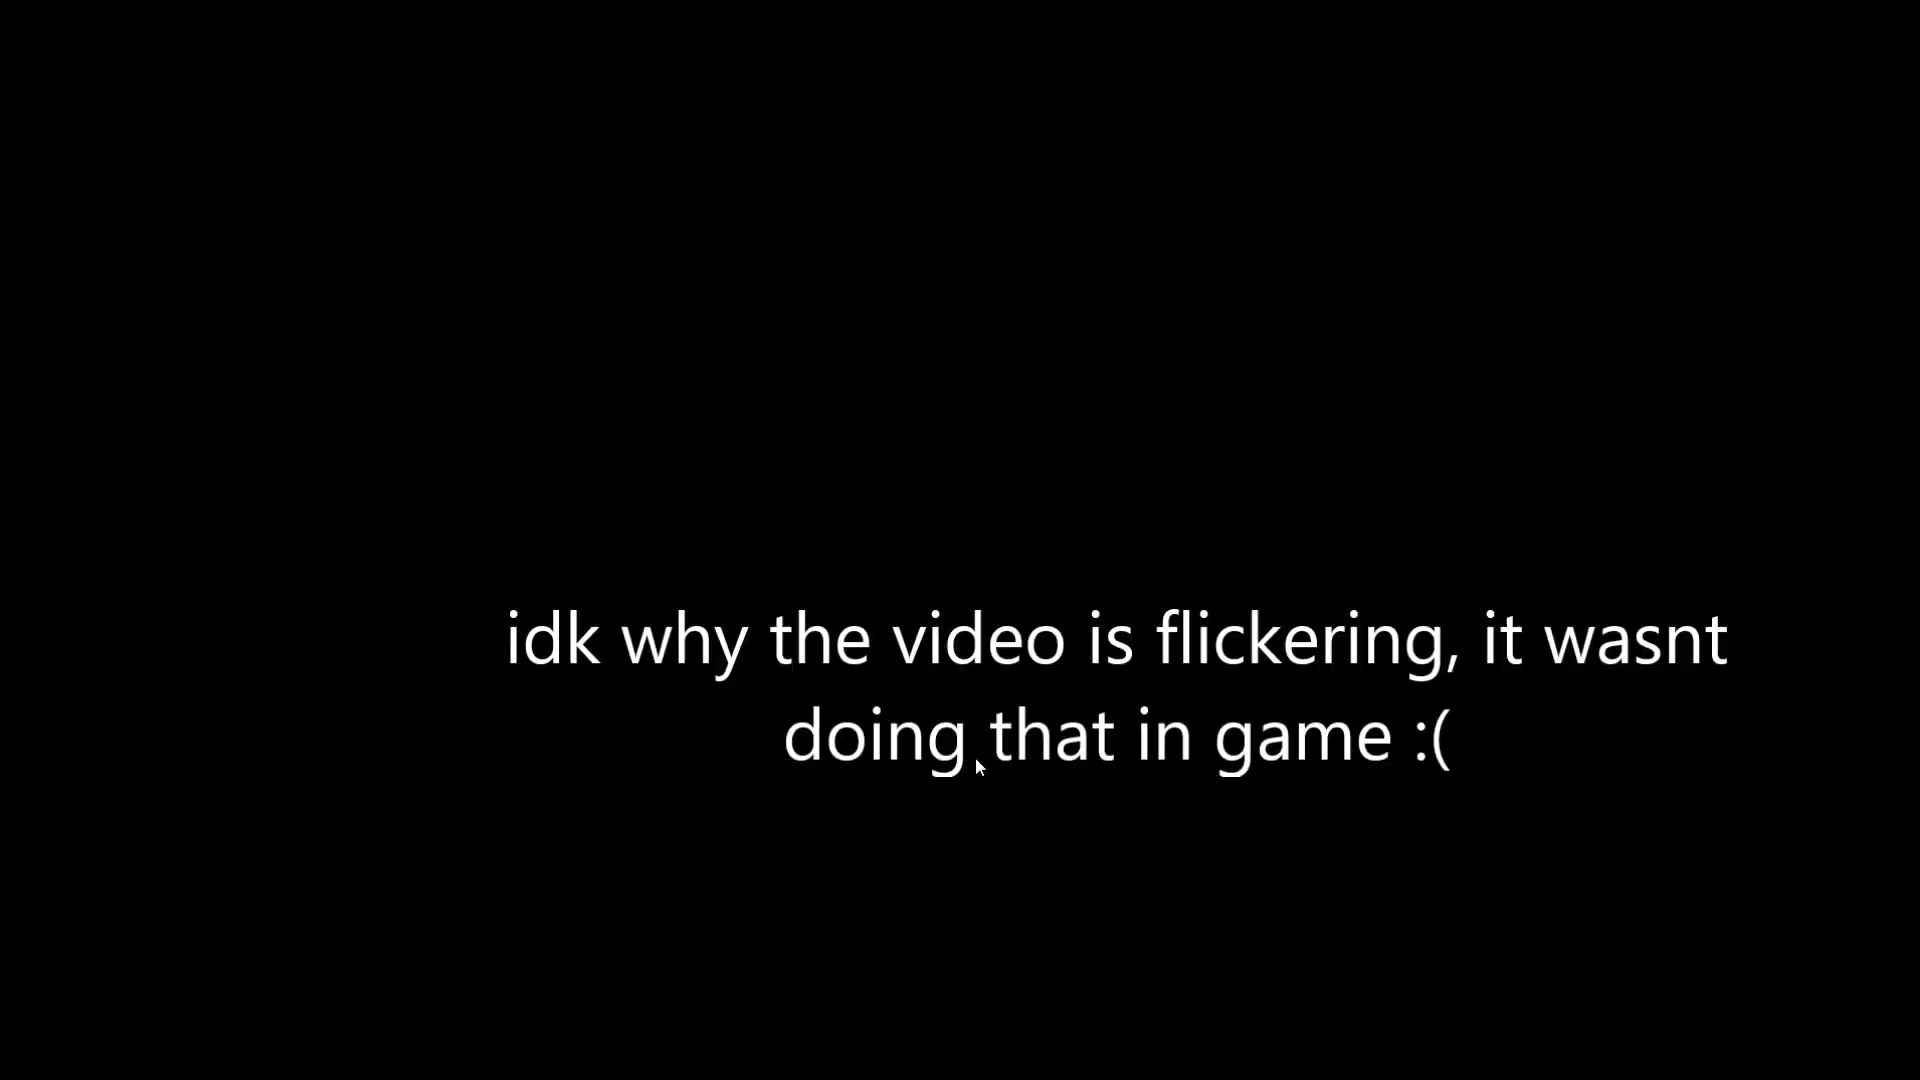 idk why the video is flickering, it wasnt
doing that in game :(